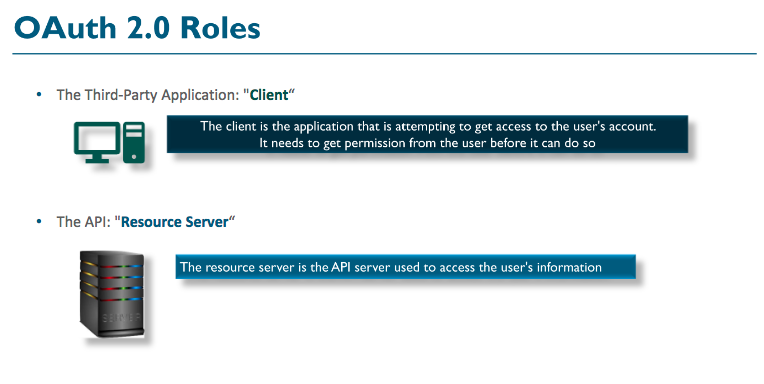 OAuth 2.0 Roles
• The Third-Party Application: "Client“
The client is the application that is attempting to get access to the user's account.
It needs to get permission from the user before it can do so
• The API: "Resource Server“
The resource server is the API server used to access the user's information
SERVER